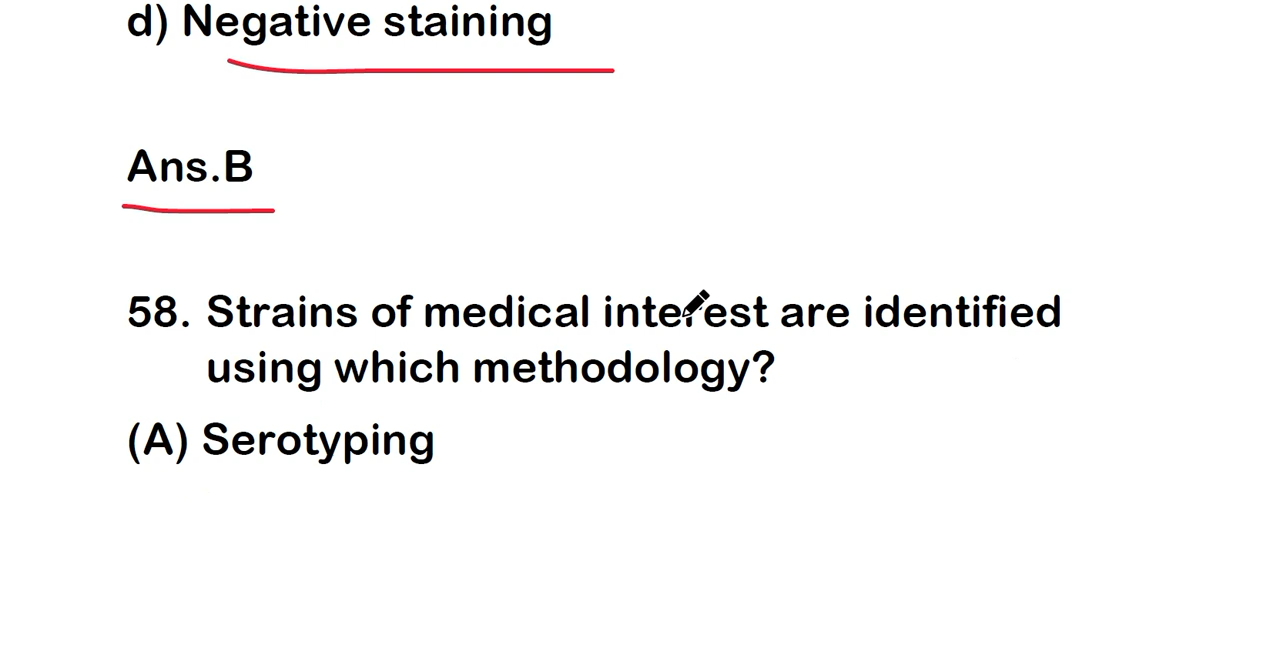 d) Negative staining
Ans.B
58. Strains of medical interest are identified
using which methodology?
(A) Serotyping